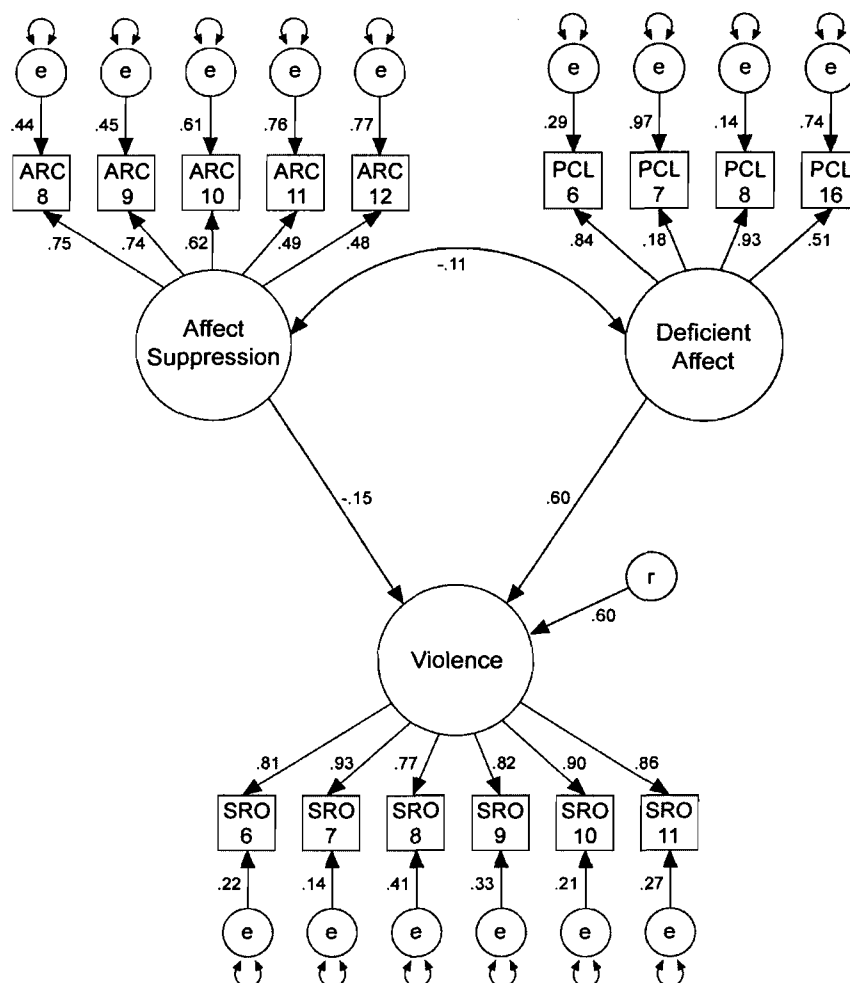 e e e e e
e e e e
.44 .45 .61 .76 .77
.29 .97 .14 .74
ARC ARC ARC ARC ARC
8 9 10 11 12
PCL PCL PCL PCL
6 7 8 16
.75 .74 .62 .49 .48
.84 .18 .93 .51
-.11
Affect
Suppression
Deficient
Affect
-.15
.60
r
.60
Violence
.81 .93 .77 .82 .90 .86
SRO SRO SRO SRO SRO SRO
6 7 8 9 10 11
.22 .14 .41 .33 .21 .27
e e e e e e